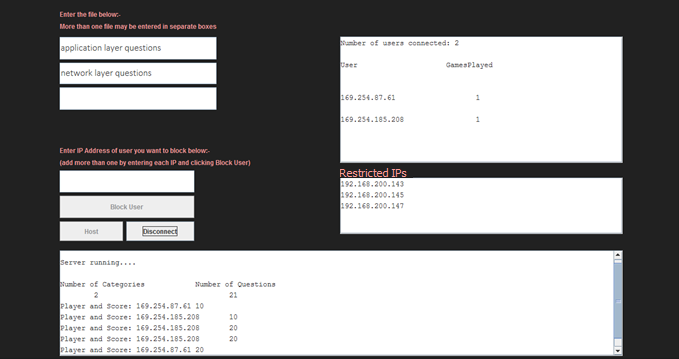 Enter the file below:-
More than one file may be entered in separate boxes
application layer questions
network layer questions
Number of users connected: 2
User GamesPlayed
169.254.87.61 1
169.254.185.208 1
Enter IP Address of user you want to block below:-
(add more than one by entering each IP and clicking Block User)
Block User
Host Disconnect
Restricted IPs
192.168.200.143
192.168.200.145
192.168.200.147
Server running....
Number of Categories Number of Questions
2 21
Player and Score: 169.254.87.61 10
Player and Score: 169.254.185.208 10
Player and Score: 169.254.185.208 20
Player and Score: 169.254.185.208 20
Player and Score: 169.254.87.61 20